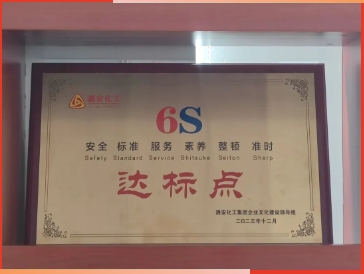 6S
安全 标准 服务 素养 整顿 准时
Safety Standard Service Shitsuke Seiton Sharp
达标点
二〇二三年十二月